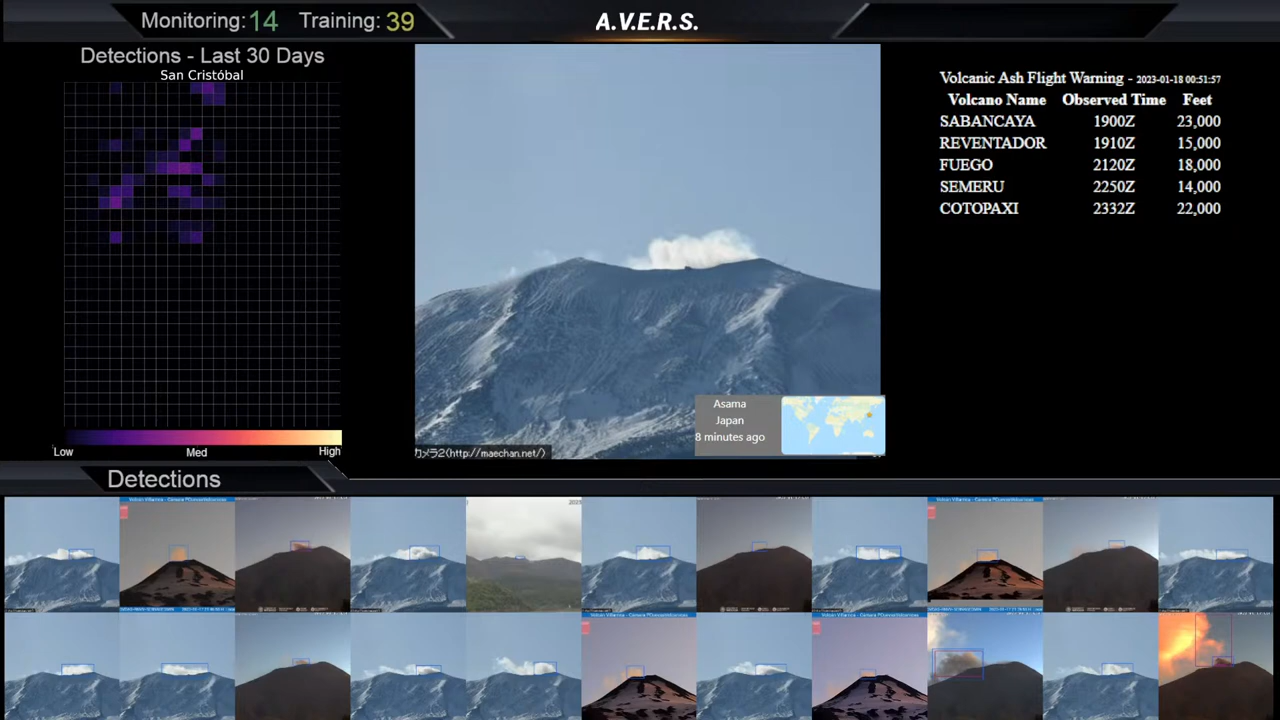 Monitoring: 14 Training: 39
A.V.E.R.S.
Detections - Last 30 Days
San Cristóbal
Low Med High
Volcanic Ash Flight Warning - 2023-01-18 00:51:57
Volcano Name Observed Time Feet
SABANCAYA 1900Z 23,000
REVENTADOR 1910Z 15,000
FUEGO 2120Z 18,000
SEMERU 2250Z 14,000
COTOPAXI 2332Z 22,000
Asama
Japan
8 minutes ago
カメラ2(http://maechan.net/)
Detections